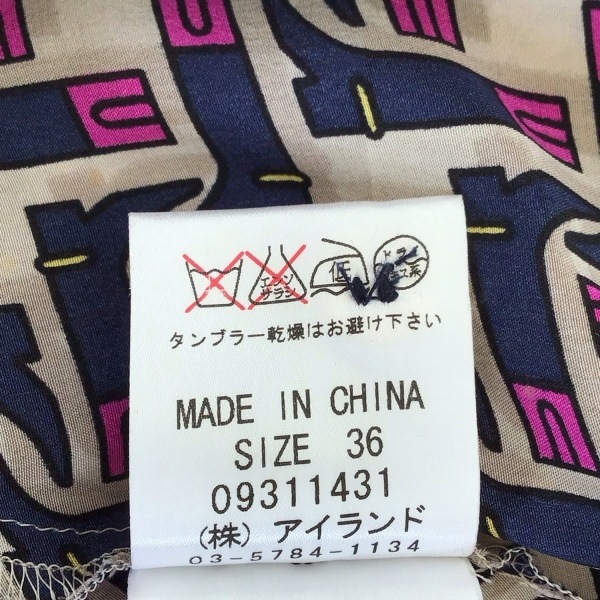 エンソ
サラシ
低
ドライ
タンブラー乾燥はお避け下さい
MADE IN CHINA
SIZE 36
09311431
(株) アイランド
03-5784-1134